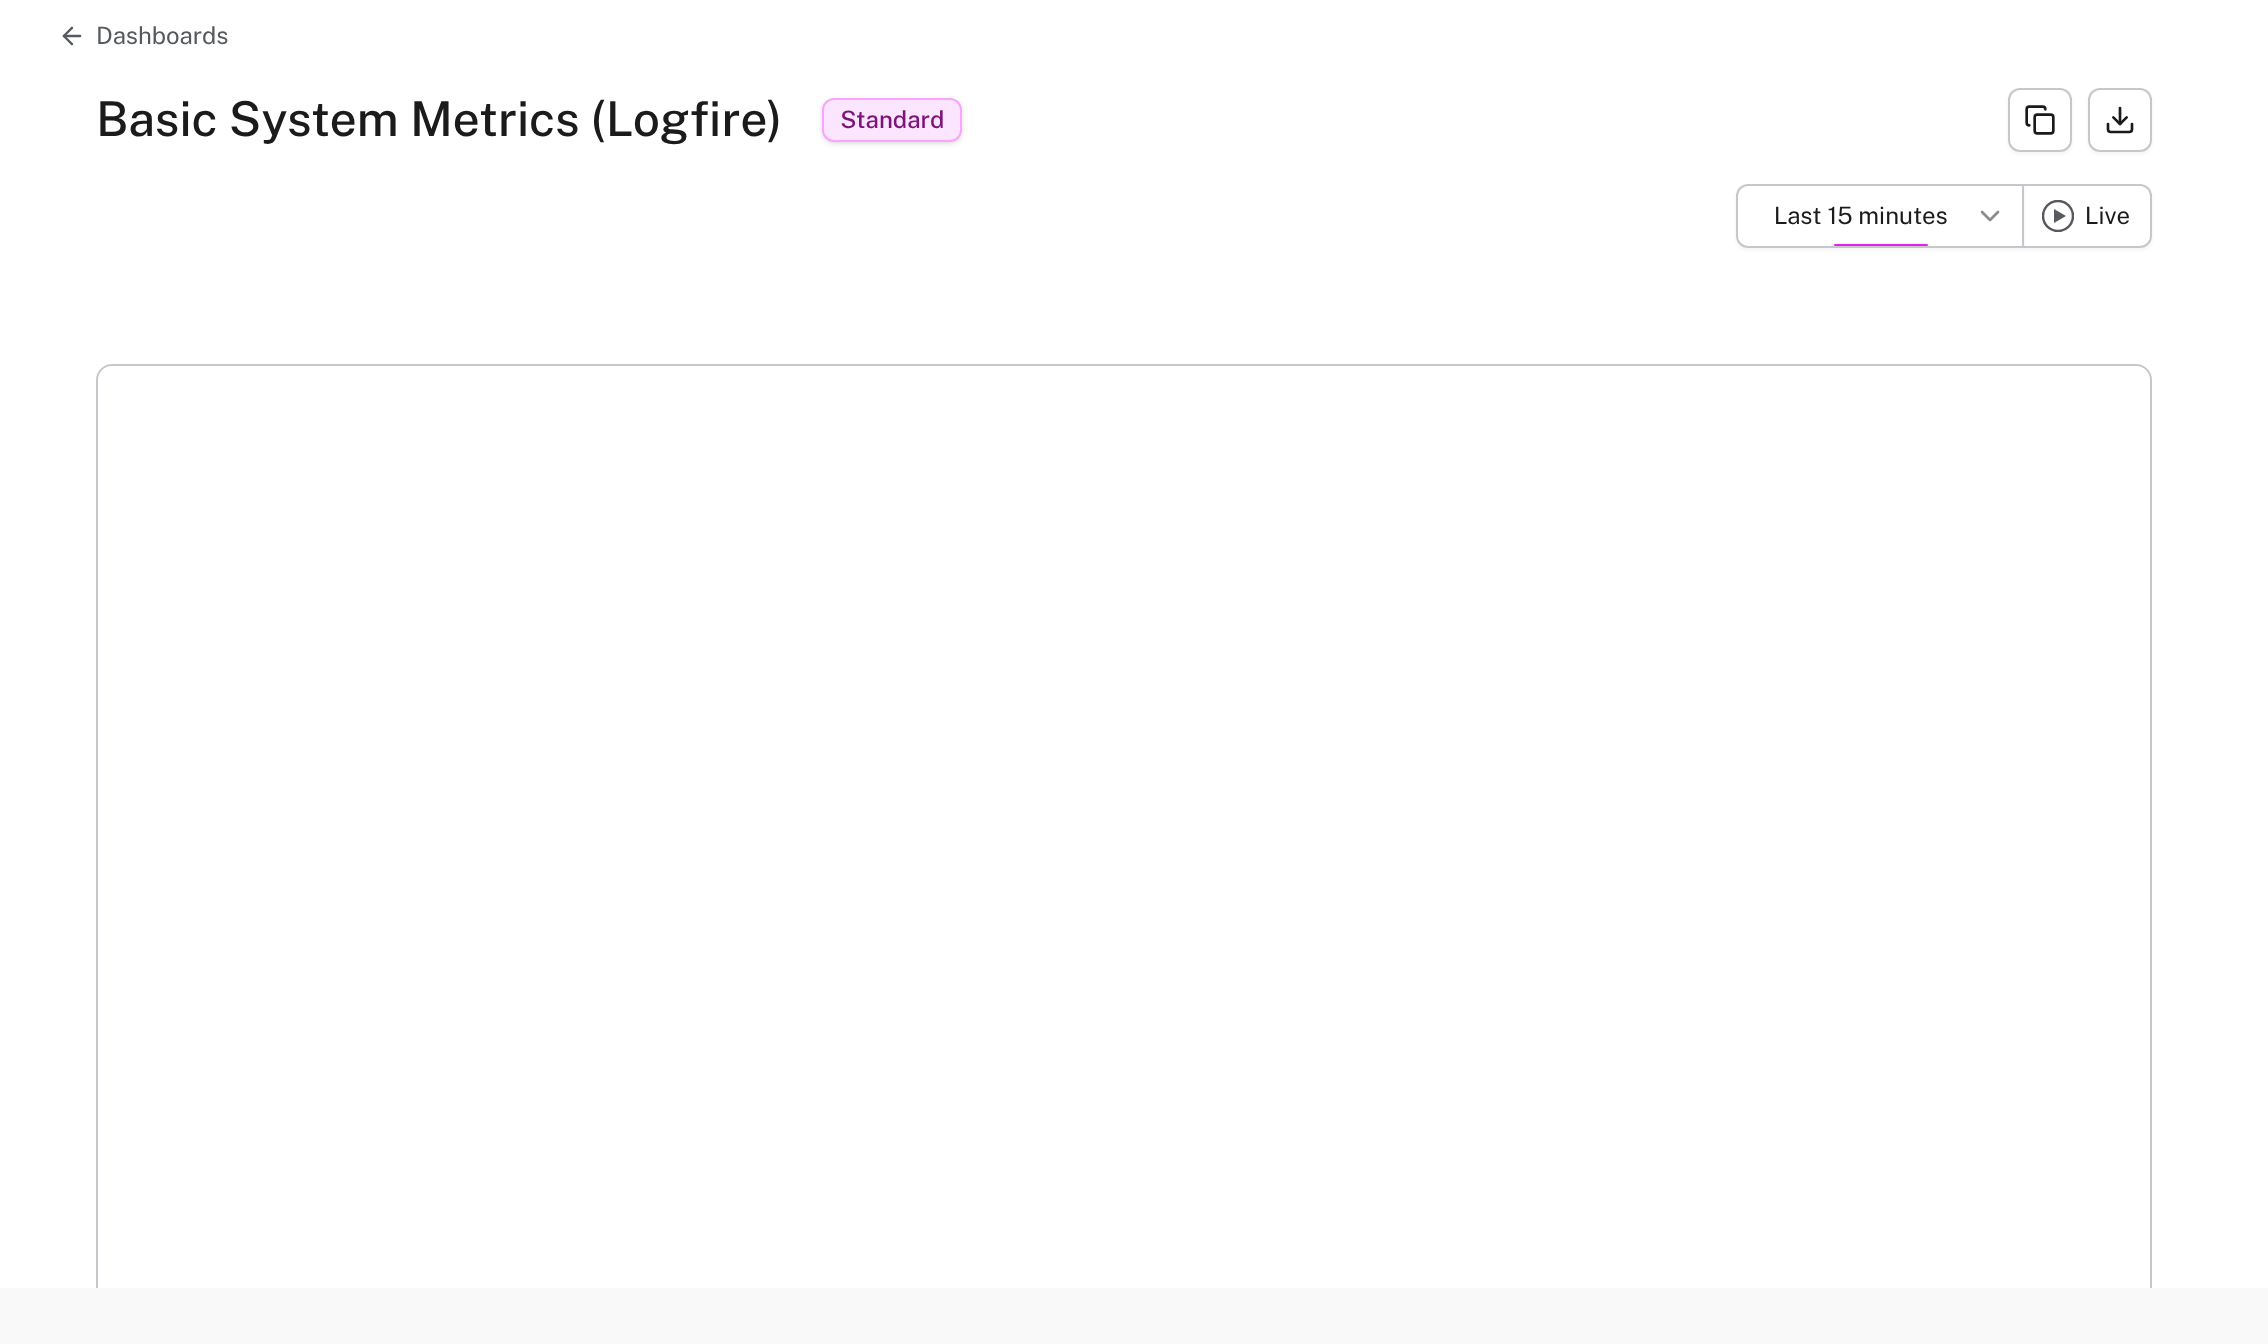 Dashboards
Basic System Metrics (Logfire)
Standard
Last 15 minutes
Live